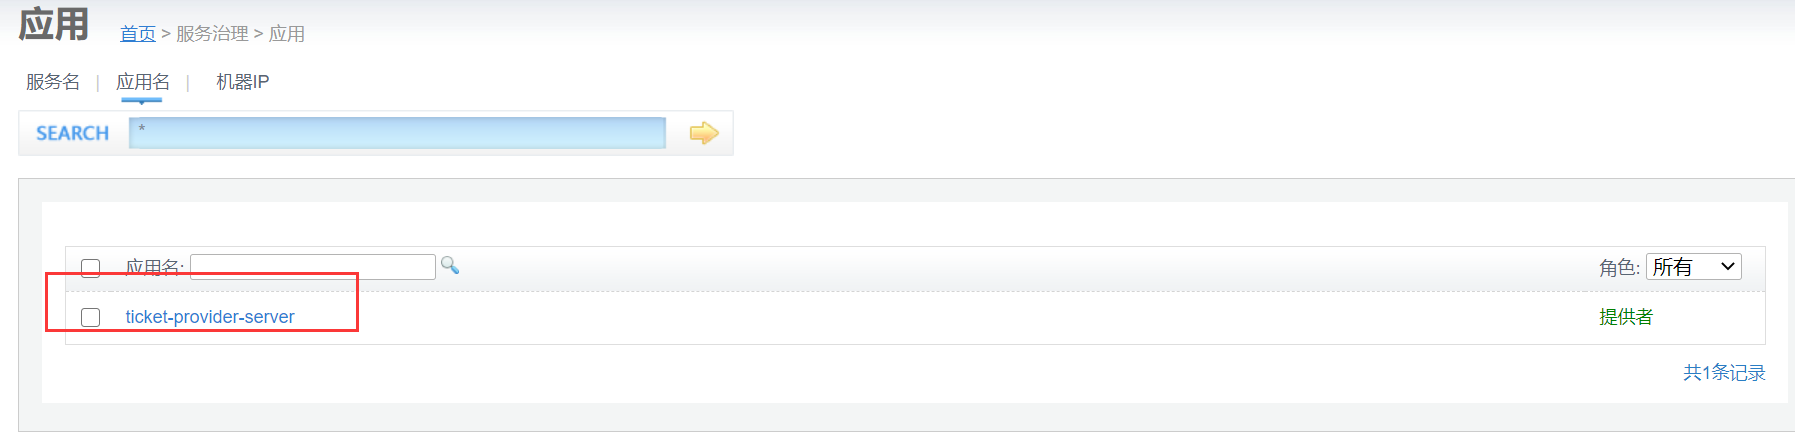 应用
首页 > 服务治理 > 应用
服务名 | 应用名 | 机器IP
SEARCH *
应用名: 角色: 所有
ticket-provider-server 提供者
共1条记录